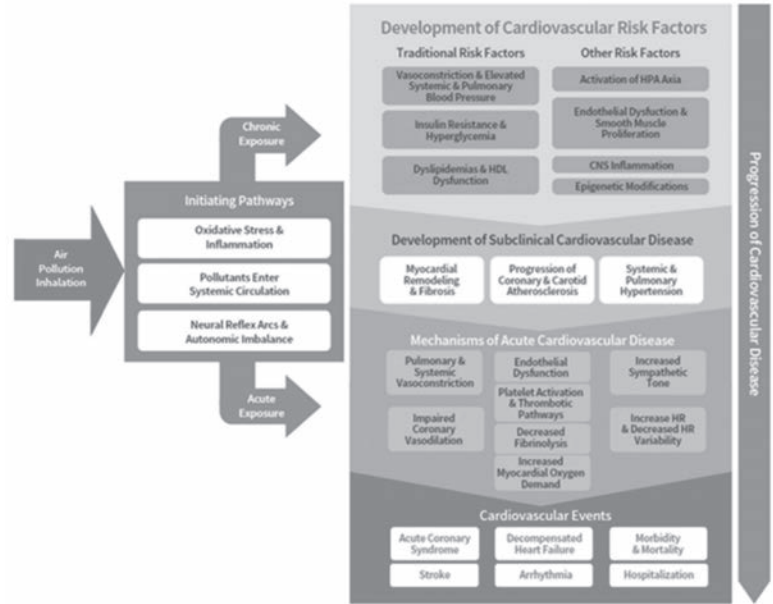 Air
Pollution
Inhalation
Chronic
Exposure
Initiating Pathways
Oxidative Stress &
Inflammation
Pollutants Enter
Systemic Circulation
Neural Reflex Arcs &
Autonomic Imbalance
Acute
Exposure
Development of Cardiovascular Risk Factors
Traditional Risk Factors
Vasoconstriction & Elevated
Systemic & Pulmonary
Blood Pressure
Insulin Resistance &
Hyperglycemia
Dyslipidemias & HDL
Dysfunction
Other Risk Factors
Activation of HPA Axia
Endothelial Dysfuction &
Smooth Muscle
Proliferation
CNS Inflammation
Epigenetic Modifications
Development of Subclinical Cardiovascular Disease
Myocardial
Remodeling
& Fibrosis
Progression of
Coronary & Carotid
Atherosclerosis
Systemic &
Pulmonary
Hypertension
Mechanisms of Acute Cardiovascular Disease
Pulmonary &
Systemic
Vasoconstriction
Impaired
Coronary
Vasodilation
Endothelial
Dysfunction
Platelet Activation
& Thrombotic
Pathways
Decreased
Fibrinolysis
Increased
Myocardial Oxygen
Demand
Increased
Sympathetic
Tone
Increase HR
& Decreased HR
Variability
Cardiovascular Events
Acute Coronary
Syndrome
Decompensated
Heart Failure
Morbidity
& Mortality
Stroke
Arrhythmia
Hospitalization
Progression of Cardiovascular Disease